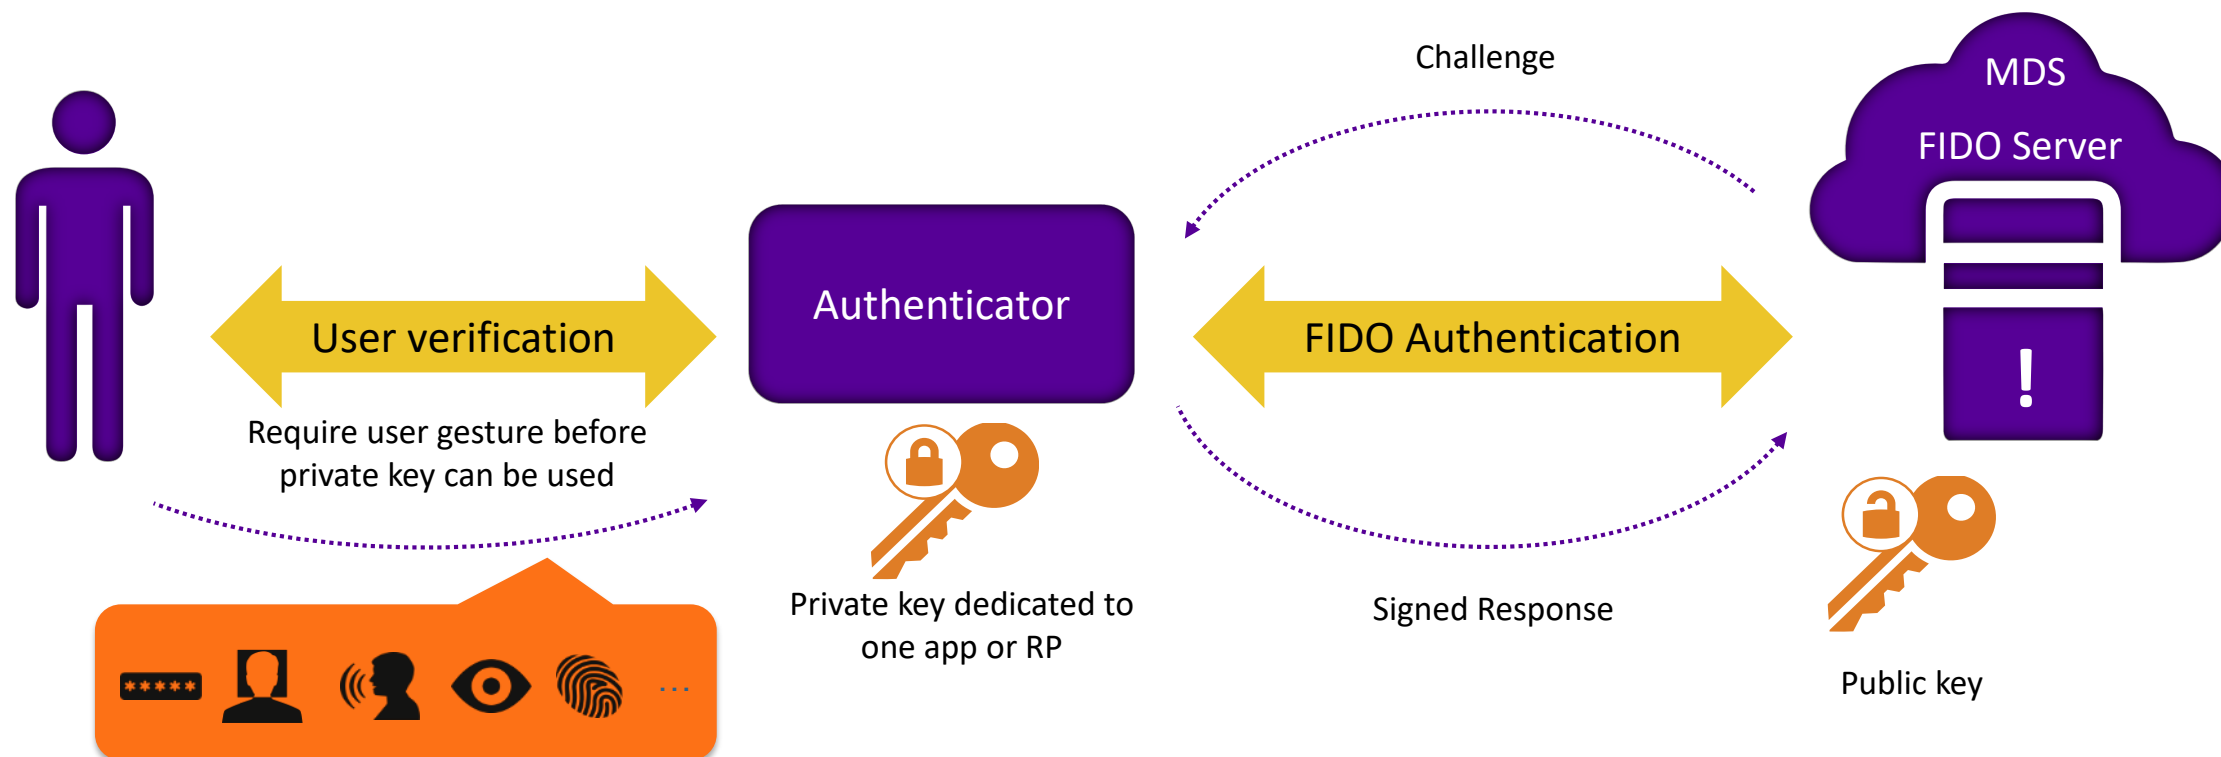 Challenge
MDS
FIDO Server
Authenticator
User verification
FIDO Authentication
!
Require user gesture before
private key can be used
Private key dedicated to
one app or RP
Signed Response
Public key
*****
...